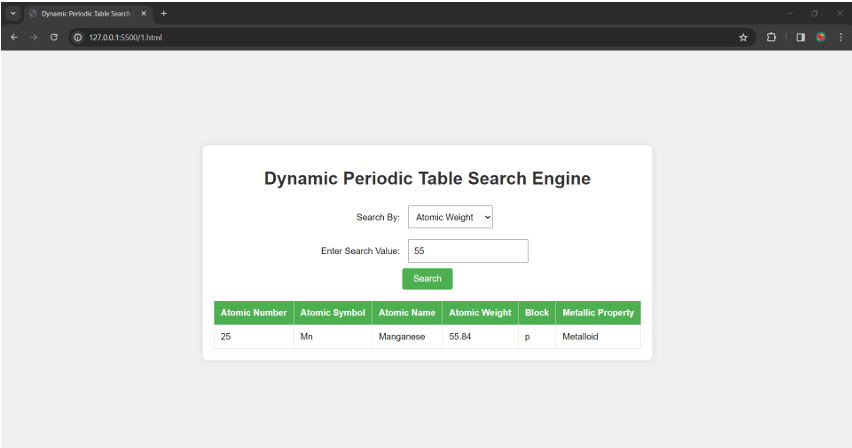 Dynamic Periodic Table Search
127.0.0.1:5500/1.html
Dynamic Periodic Table Search Engine
Search By: Atomic Weight
Enter Search Value: 55
Search
Atomic Number Atomic Symbol Atomic Name Atomic Weight Block Metallic Property
25 Mn Manganese 55.84 p Metalloid